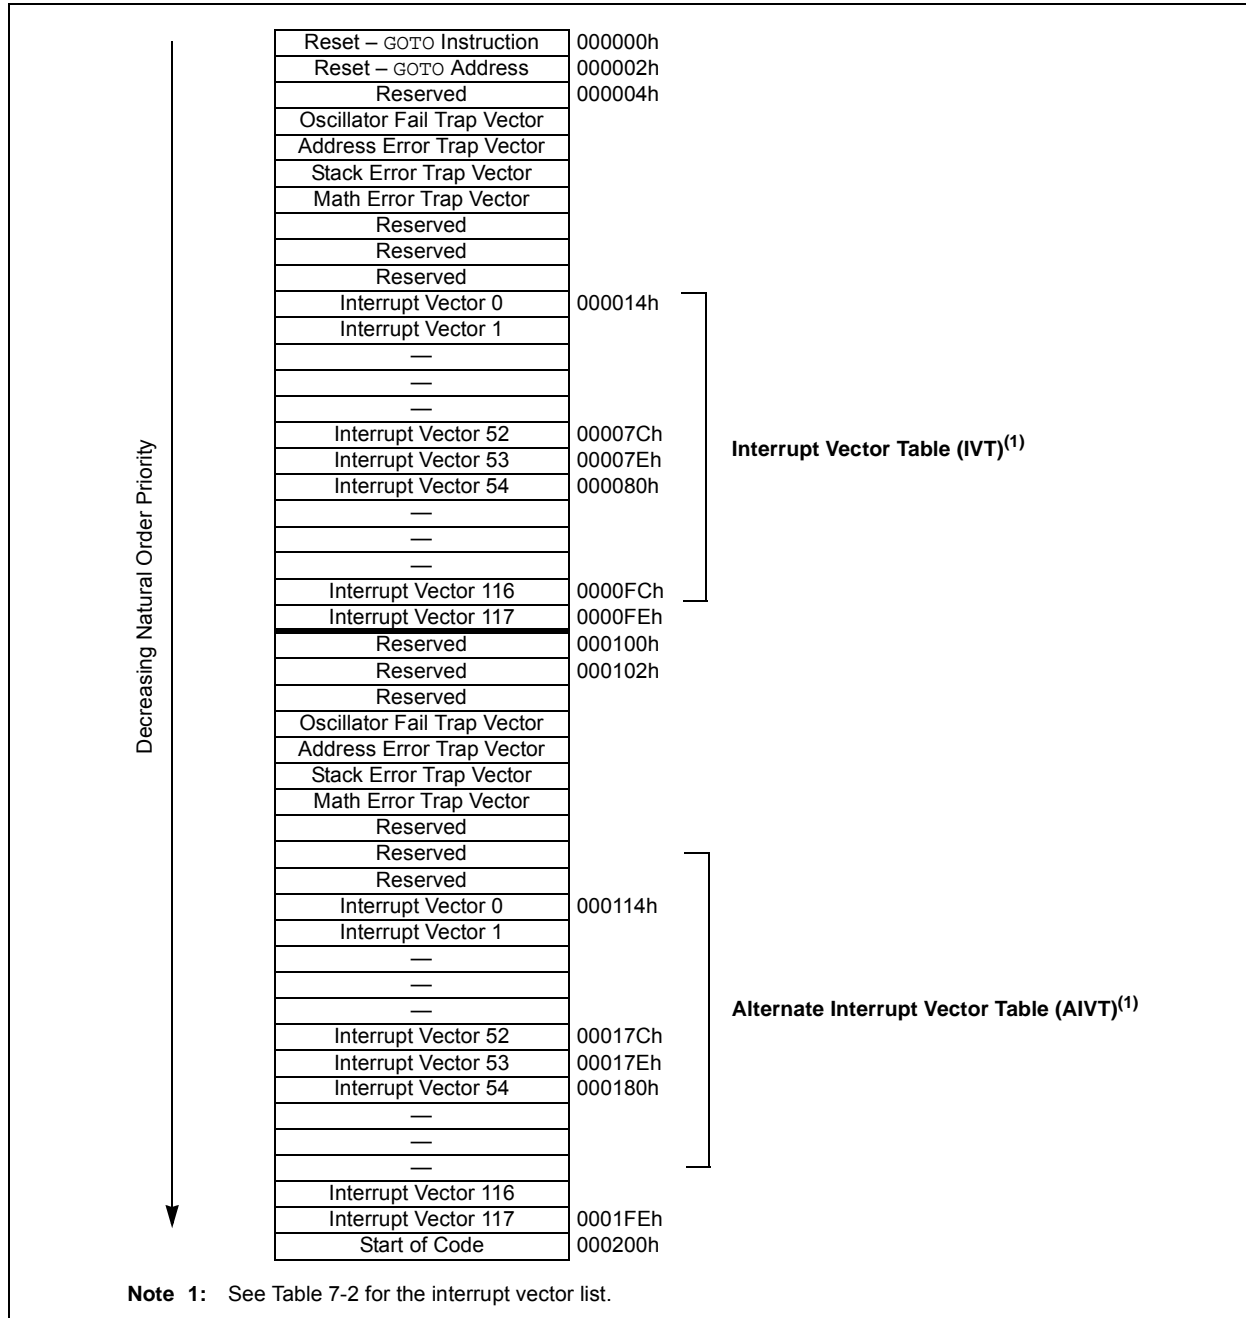 Reset – GOTO Instruction 000000h
Reset – GOTO Address 000002h
Reserved 000004h
Oscillator Fail Trap Vector
Address Error Trap Vector
Stack Error Trap Vector
Math Error Trap Vector
Reserved
Reserved
Reserved
Interrupt Vector 0 000014h
Interrupt Vector 1
—
—
—
Interrupt Vector 52 00007Ch
Interrupt Vector 53 00007Eh
Interrupt Vector 54 000080h
—
—
—
Interrupt Vector 116 0000FCh
Interrupt Vector 117 0000FEh
Reserved 000100h
Reserved 000102h
Reserved
Oscillator Fail Trap Vector
Address Error Trap Vector
Stack Error Trap Vector
Math Error Trap Vector
Reserved
Reserved
Reserved
Interrupt Vector 0 000114h
Interrupt Vector 1
—
—
—
Interrupt Vector 52 00017Ch
Interrupt Vector 53 00017Eh
Interrupt Vector 54 000180h
—
—
—
Interrupt Vector 116
Interrupt Vector 117 0001FEh
Start of Code 000200h
Decreasing Natural Order Priority
Interrupt Vector Table (IVT)(1)
Alternate Interrupt Vector Table (AIVT)(1)
Note 1: See Table 7-2 for the interrupt vector list.